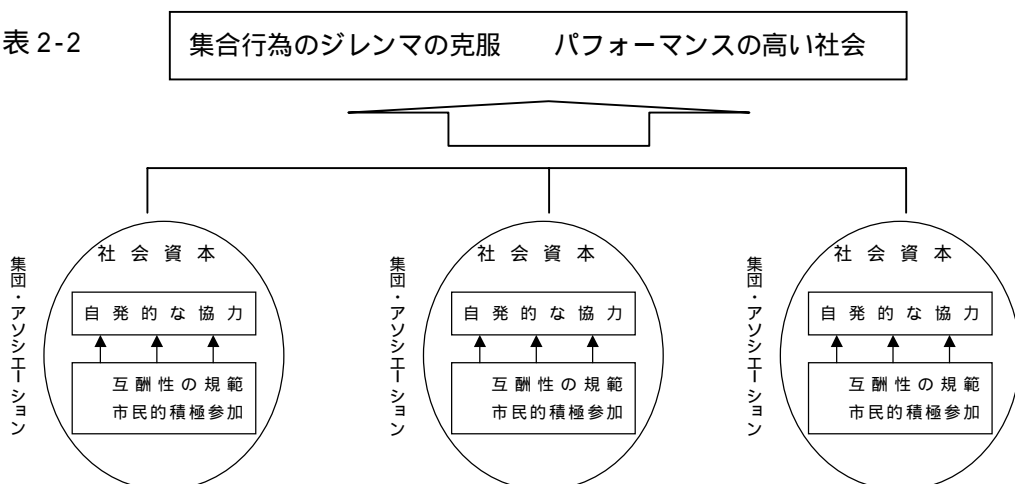 表 2-2
集合行為のジレンマの克服　　パフォーマンスの高い社会
集団・アソシエーション
社会資本
自発的な協力
互酬性の規範
市民的積極参加
集団・アソシエーション
社会資本
自発的な協力
互酬性の規範
市民的積極参加
集団・アソシエーション
社会資本
自発的な協力
互酬性の規範
市民的積極参加